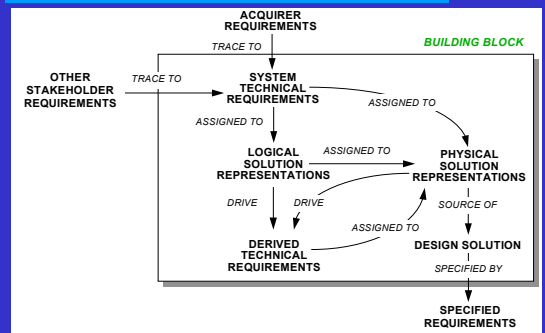 ACQUIRER
REQUIREMENTS
TRACE TO
BUILDING BLOCK
OTHER
STAKEHOLDER
REQUIREMENTS
TRACE TO
SYSTEM
TECHNICAL
REQUIREMENTS
ASSIGNED TO
ASSIGNED TO
LOGICAL
SOLUTION
REPRESENTATIONS
ASSIGNED TO
PHYSICAL
SOLUTION
REPRESENTATIONS
DRIVE
DRIVE
SOURCE OF
ASSIGNED TO
DERIVED
TECHNICAL
REQUIREMENTS
DESIGN SOLUTION
SPECIFIED BY
SPECIFIED
REQUIREMENTS